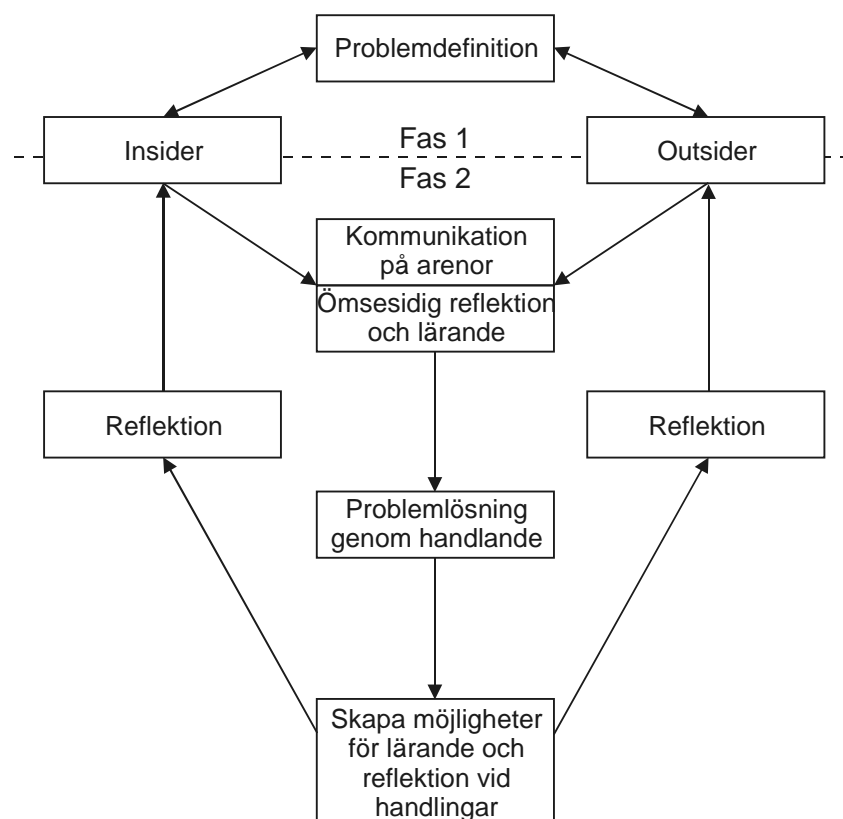 Problemdefinition
Insider
Fas 1
Outsider
Fas 2
Kommunikation
på arenor
Ömsesidig reflektion
och lärande
Reflektion
Reflektion
Problemlösning
genom handlande
Skapa möjligheter
för lärande och
reflektion vid
handlingar